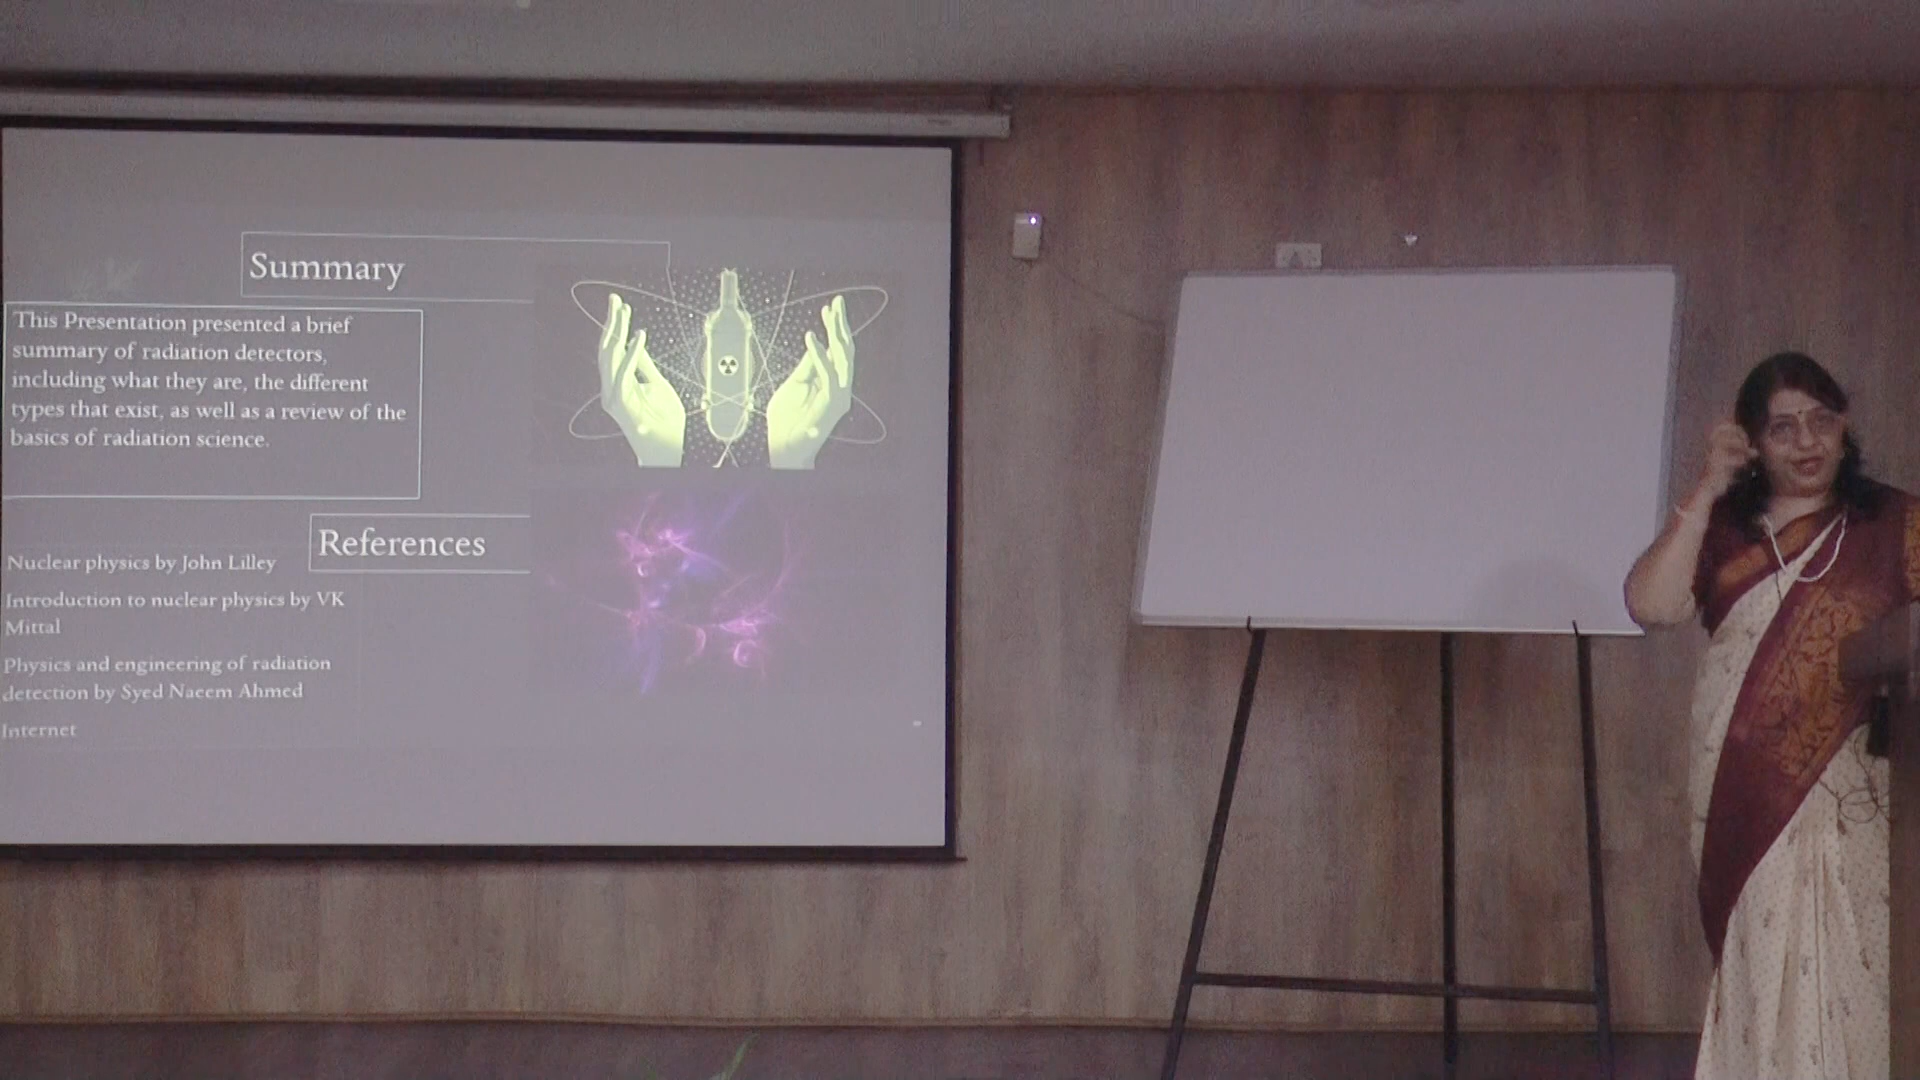 Summary
This Presentation presented a brief
summary of radiation detectors,
including what they are, the different
types that exist, as well as a review of the
basics of radiation science.
References
Nuclear physics by John Lilley
Introduction to nuclear physics by VK
Mittal
Physics and engineering of radiation
detection by Syed Naeem Ahmed
Internet